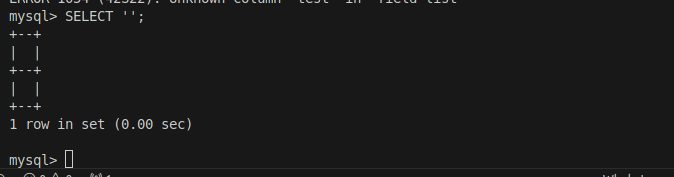 mysql> SELECT '';
+--+
|  |
+--+
|  |
+--+
1 row in set (0.00 sec)
mysql>